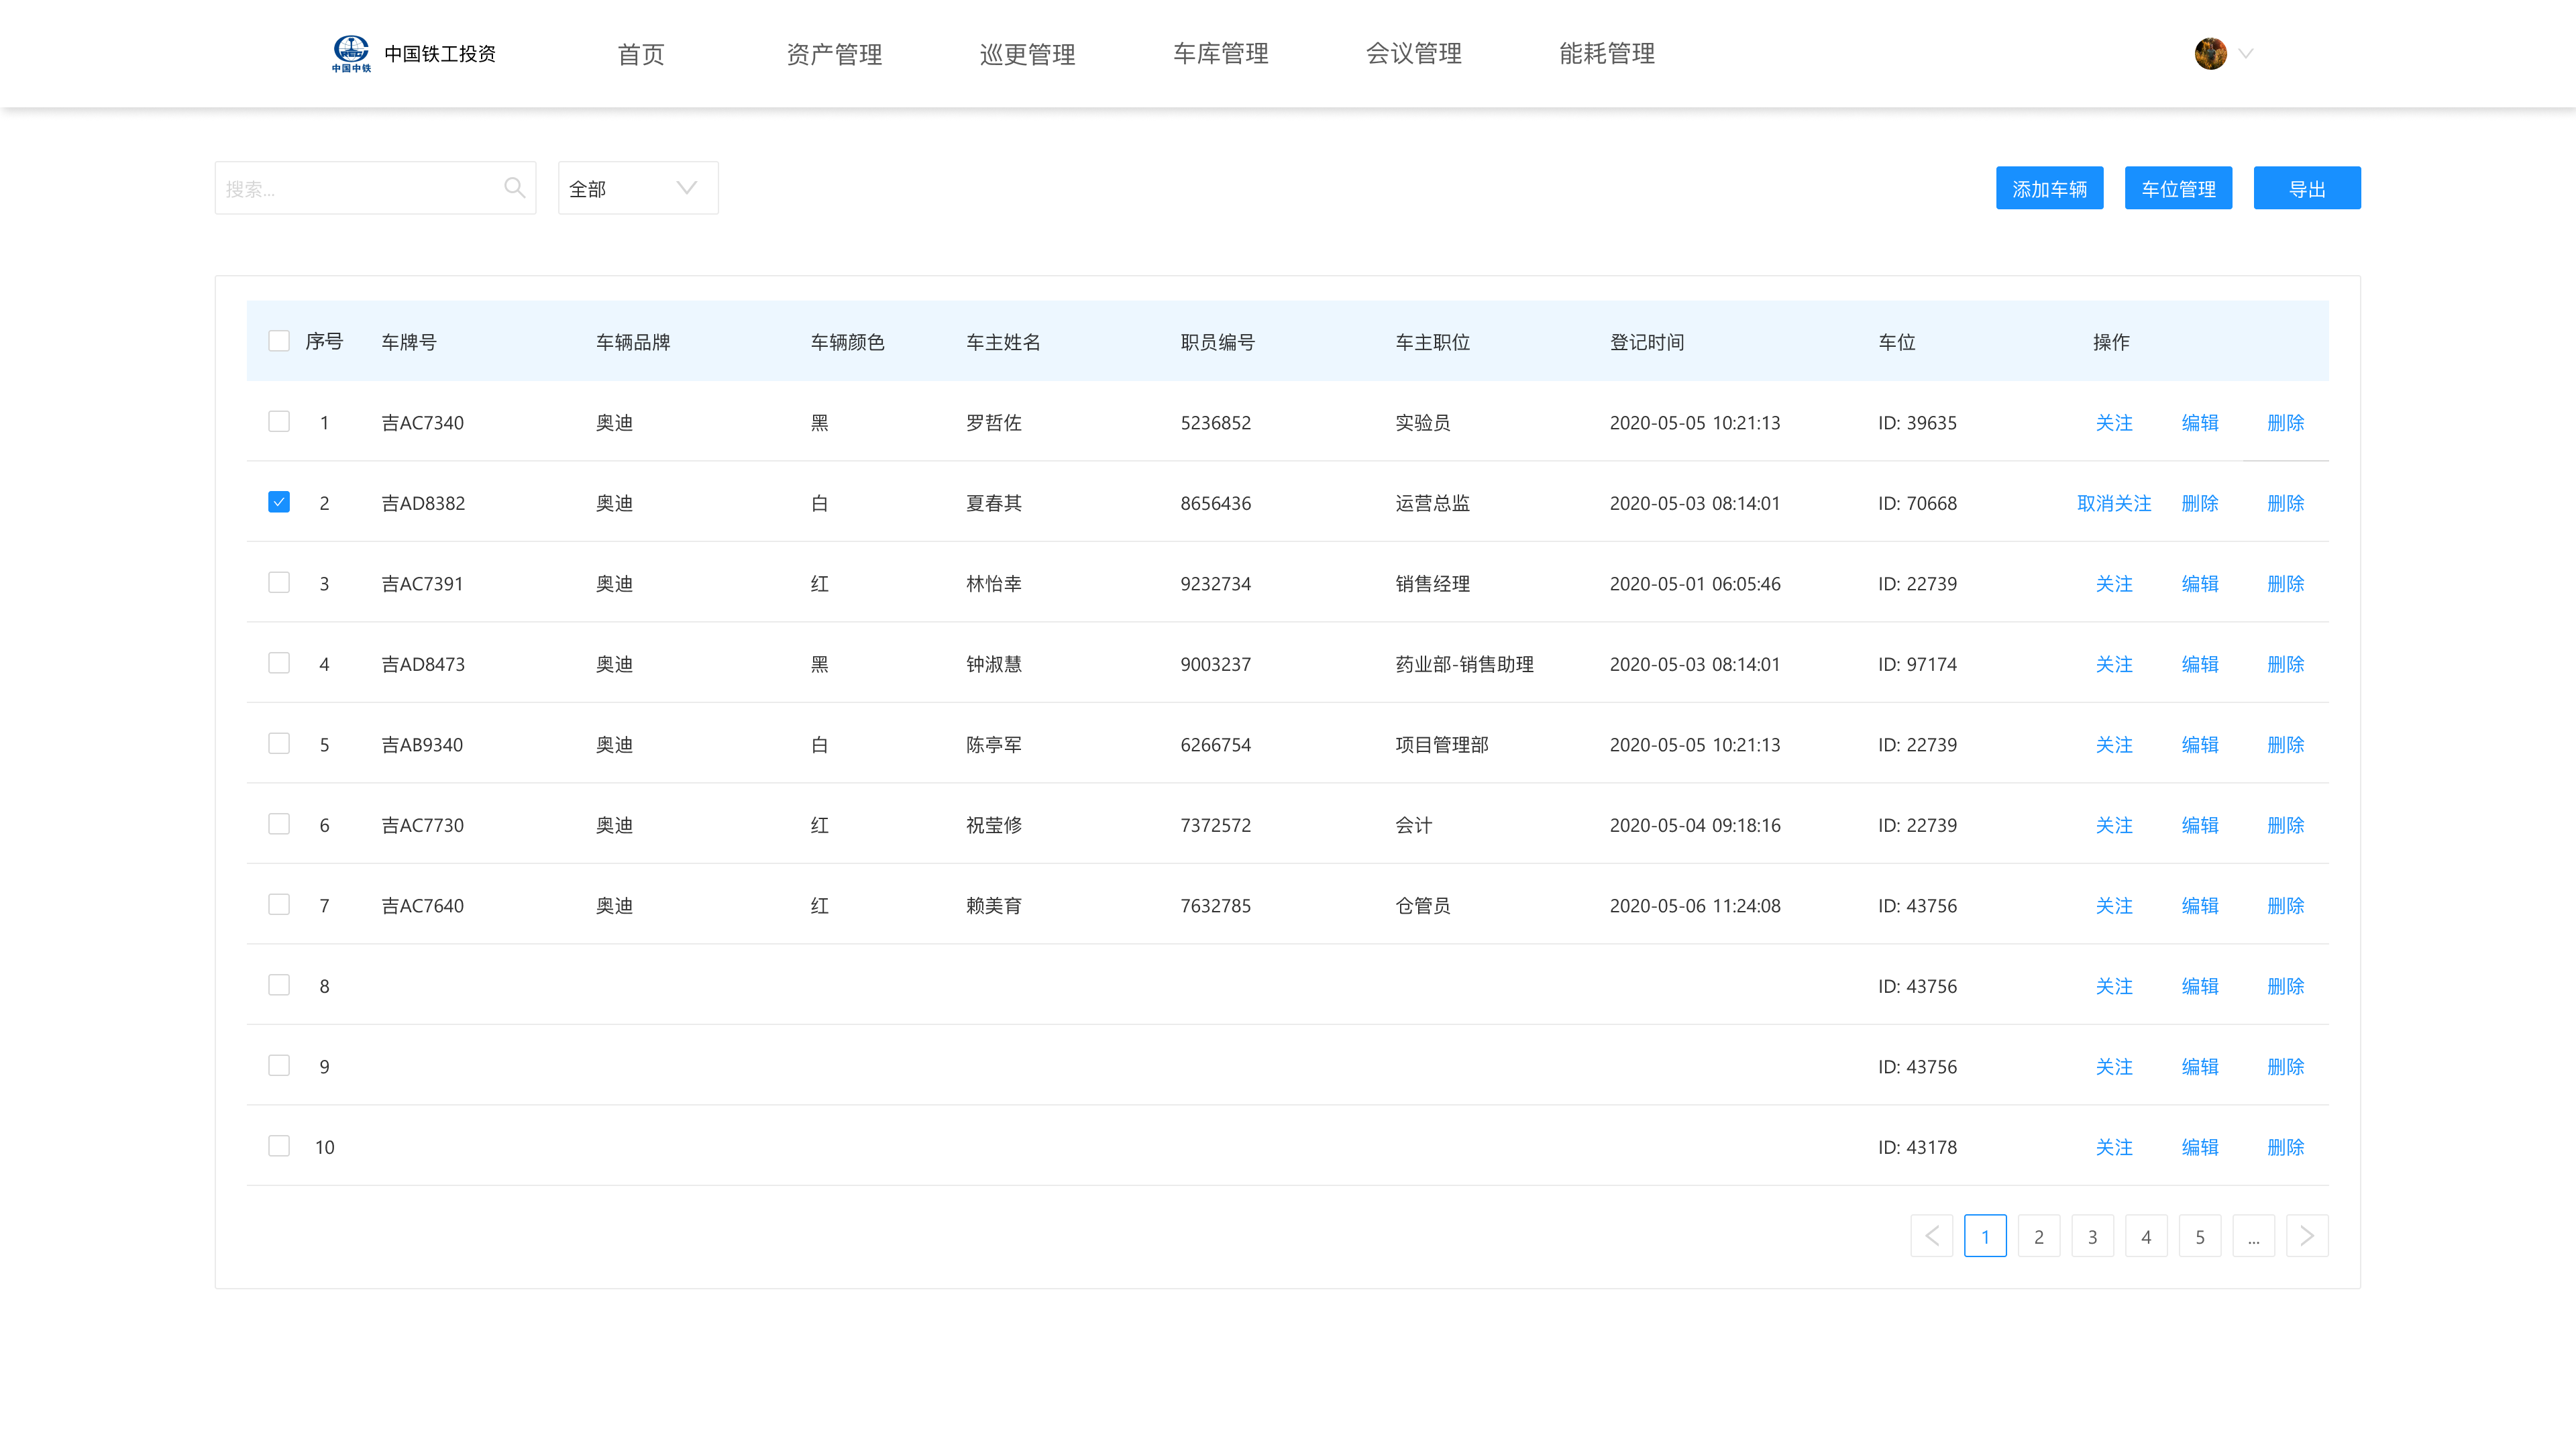 中国中铁 中国铁工投资 首页 资产管理 巡更管理 车库管理 会议管理 能耗管理
搜索... 全部 添加车辆 车位管理 导出
序号 车牌号 车辆品牌 车辆颜色 车主姓名 职员编号 车主职位 登记时间 车位 操作
1 吉AC7340 奥迪 黑 罗哲佐 5236852 实验员 2020-05-05 10:21:13 ID: 39635 关注 编辑 删除
2 吉AD8382 奥迪 白 夏春其 8656436 运营总监 2020-05-03 08:14:01 ID: 70668 取消关注 删除 删除
3 吉AC7391 奥迪 红 林怡幸 9232734 销售经理 2020-05-01 06:05:46 ID: 22739 关注 编辑 删除
4 吉AD8473 奥迪 黑 钟淑慧 9003237 药业部-销售助理 2020-05-03 08:14:01 ID: 97174 关注 编辑 删除
5 吉AB9340 奥迪 白 陈亭军 6266754 项目管理部 2020-05-05 10:21:13 ID: 22739 关注 编辑 删除
6 吉AC7730 奥迪 红 祝莹修 7372572 会计 2020-05-04 09:18:16 ID: 22739 关注 编辑 删除
7 吉AC7640 奥迪 红 赖美育 7632785 仓管员 2020-05-06 11:24:08 ID: 43756 关注 编辑 删除
8 ID: 43756 关注 编辑 删除
9 ID: 43756 关注 编辑 删除
10 ID: 43178 关注 编辑 删除
1 2 3 4 5 ...